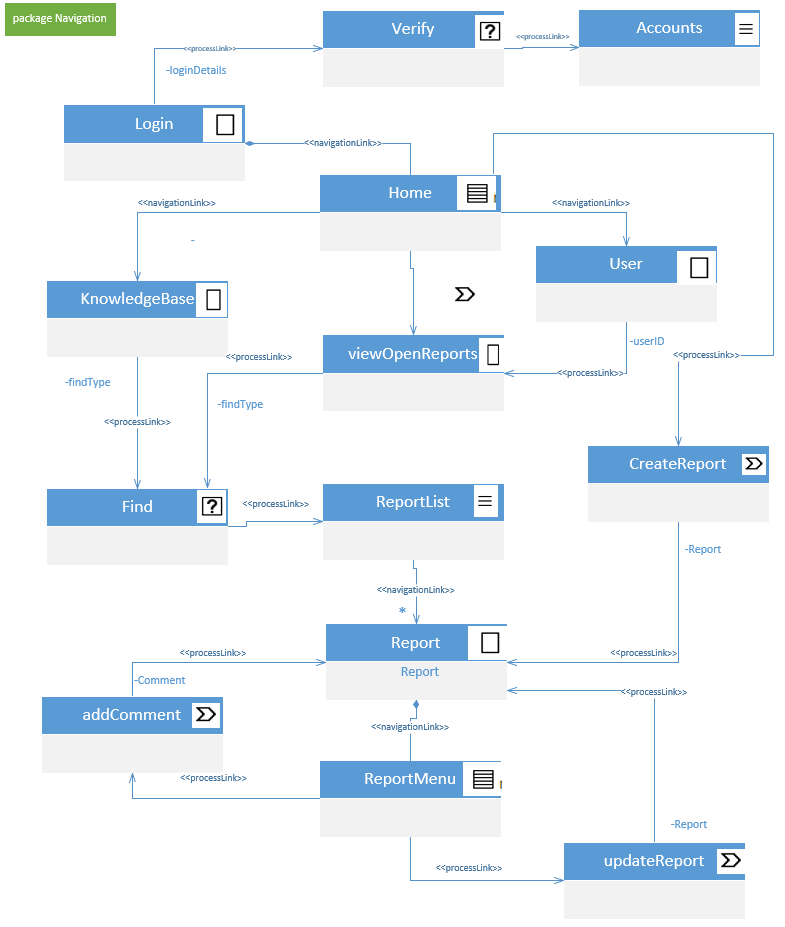 package Navigation
Verify
Accounts
<<processLink>>
<<processLink>>
-loginDetails
Login
<<navigationLink>>
Home
<<navigationLink>>
<<navigationLink>>
-
User
KnowledgeBase
-userID
viewOpenReports
<<processLink>>
<<processLink>>
<<processLink>>
-findType
-findType
<<processLink>>
CreateReport
Find
<<processLink>>
ReportList
-Report
<<navigationLink>>
*
Report
<<processLink>>
<<processLink>>
Report
-Comment
<<processLink>>
addComment
<<navigationLink>>
ReportMenu
<<processLink>>
-Report
updateReport
<<processLink>>